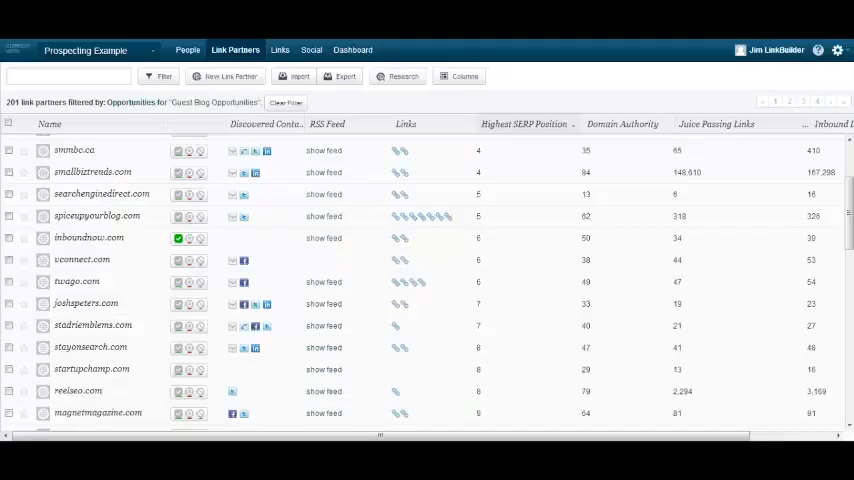 Prospecting Example People Link Partners Links Social Dashboard Jim LinkBuilder ?
Filter New Link Partner Import Export Research Columns
201 link partners filtered by: Opportunities for "Guest Blog Opportunities". Clear Filter ‹ 1 2 3 4 › »
Name Discovered Conta.. RSS Feed Links Highest SERP Position Domain Authority Juice Passing Links ... Inbound L
smmbc.ca show feed 4 35 65 410
smallbiztrends.com show feed 4 84 148,610 167,298
searchenginedirect.com show feed 5 13 6 16
spiceupyourblog.com show feed 5 62 318 326
inboundnow.com show feed 6 50 34 39
vconnect.com 6 38 44 53
twago.com show feed 6 49 47 54
joshspeters.com show feed 7 33 19 23
stadriemblems.com show feed 7 40 21 27
stayonsearch.com show feed 8 47 41 48
startupchamp.com show feed 8 29 13 16
reelseo.com show feed 8 79 2,294 3,169
magnetmagazine.com show feed 9 64 81 91